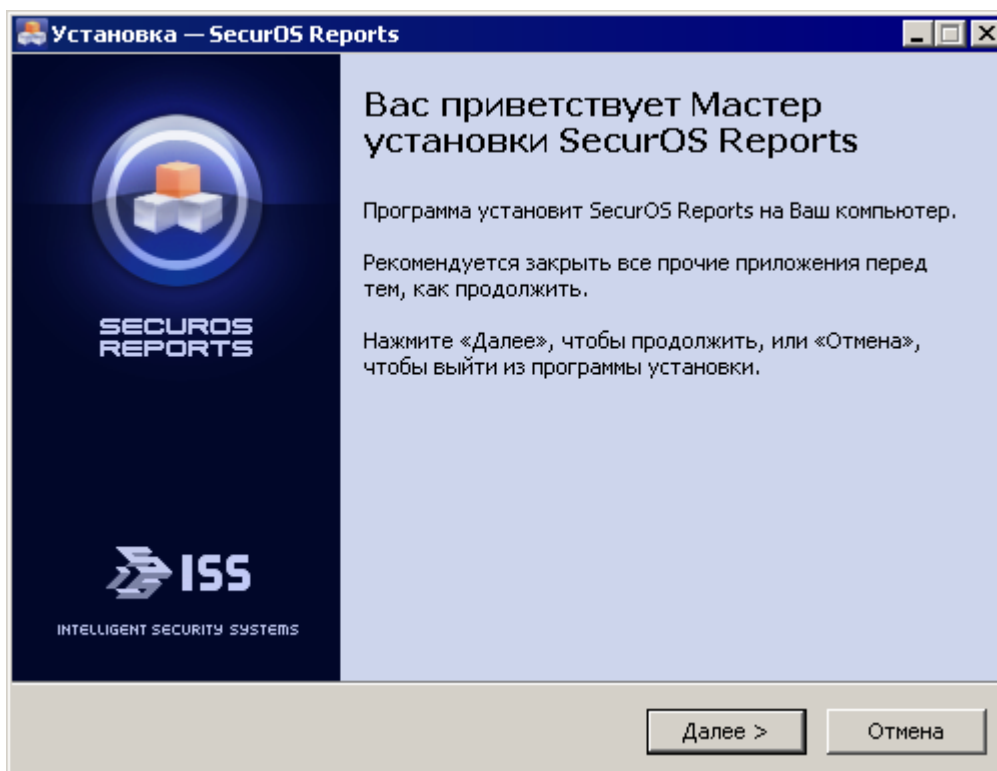 Установка — SecurOS Reports
Вас приветствует Мастер
установки SecurOS Reports
Программа установит SecurOS Reports на Ваш компьютер.
Рекомендуется закрыть все прочие приложения перед
тем, как продолжить.
Нажмите «Далее», чтобы продолжить, или «Отмена»,
чтобы выйти из программы установки.
SECUROS
REPORTS
ISS
INTELLIGENT SECURITY SYSTEMS
Далее >
Отмена